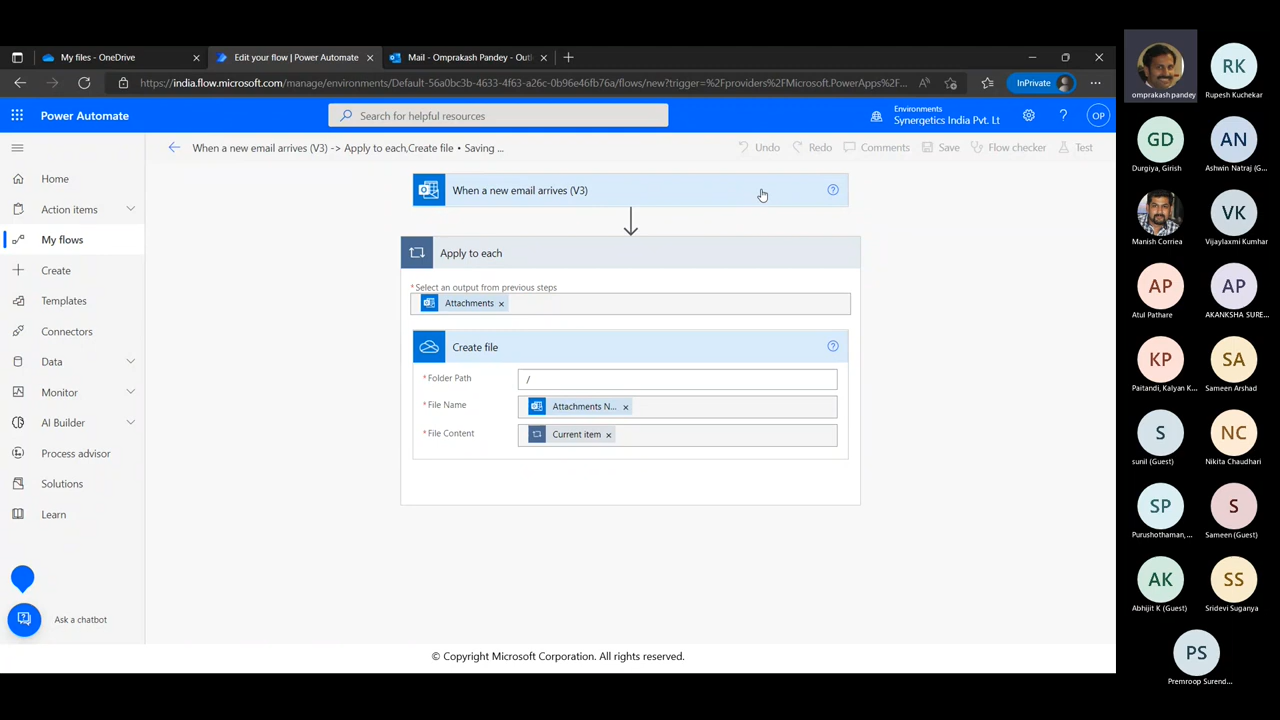 My files - OneDrive
Edit your flow | Power Automate
Mail - Omprakash Pandey - Outl
https://india.flow.microsoft.com/manage/environments/Default-56a0bc3b-4633-4f63-a26c-0b96e46fb76a/flows/new?trigger=%2Fproviders%2FMicrosoft.PowerApps%2F...
InPrivate
Power Automate
Search for helpful resources
Environments
Synergetics India Pvt. Lt
OP
When a new email arrives (V3) -> Apply to each,Create file • Saving ...
Undo
Redo
Comments
Save
Flow checker
Test
Home
Action items
My flows
Create
Templates
Connectors
Data
Monitor
AI Builder
Process advisor
Solutions
Learn
Ask a chatbot
When a new email arrives (V3)
Apply to each
*Select an output from previous steps
Attachments
Create file
*Folder Path
/
*File Name
Attachments N...
*File Content
Current item
© Copyright Microsoft Corporation. All rights reserved.
omprakash pandey
RK
Rupesh Kuchekar
GD
Durgiya, Girish
AN
Ashwin Natraj (G...
Manish Corriea
VK
Vijaylaxmi Kumhar
AP
Atul Pathare
AP
AKANKSHA SURE...
KP
Paitandi, Kalyan K...
SA
Sameen Arshad
S
sunil (Guest)
NC
Nikita Chaudhari
SP
Purushothaman,...
S
Sameen (Guest)
AK
Abhijit K (Guest)
SS
Sridevi Suganya
PS
Premroop Surend...